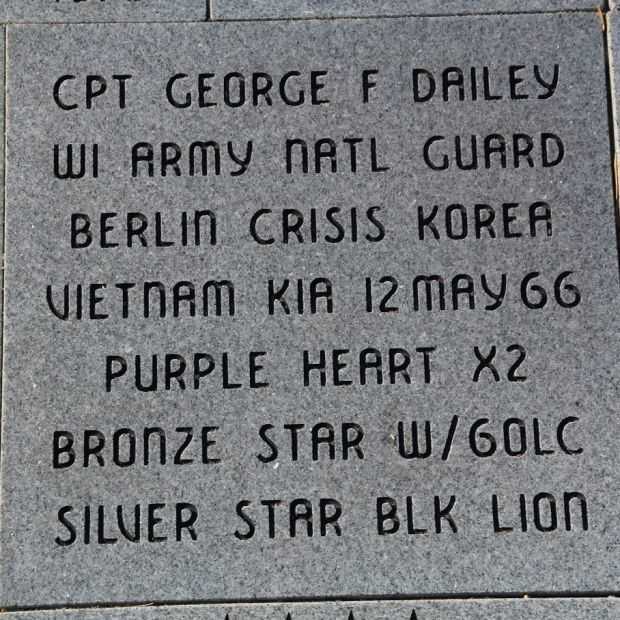 CPT GEORGE F DAILEY
WI ARMY NATL GUARD
BERLIN CRISIS KOREA
VIETNAM KIA 12 MAY 66
PURPLE HEART X2
BRONZE STAR W/6OLC
SILVER STAR BLK LION